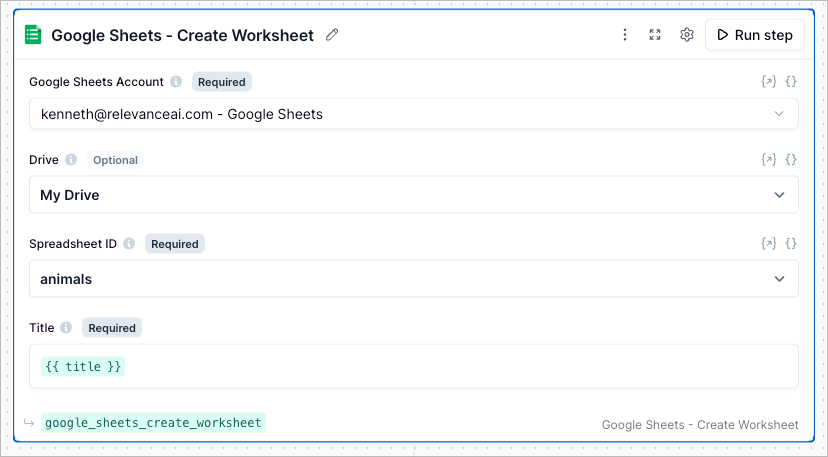 Google Sheets - Create Worksheet
Run step
Google Sheets Account Required
kenneth@relevanceai.com - Google Sheets
Drive Optional
My Drive
Spreadsheet ID Required
animals
Title Required
{{ title }}
google_sheets_create_worksheet
Google Sheets - Create Worksheet